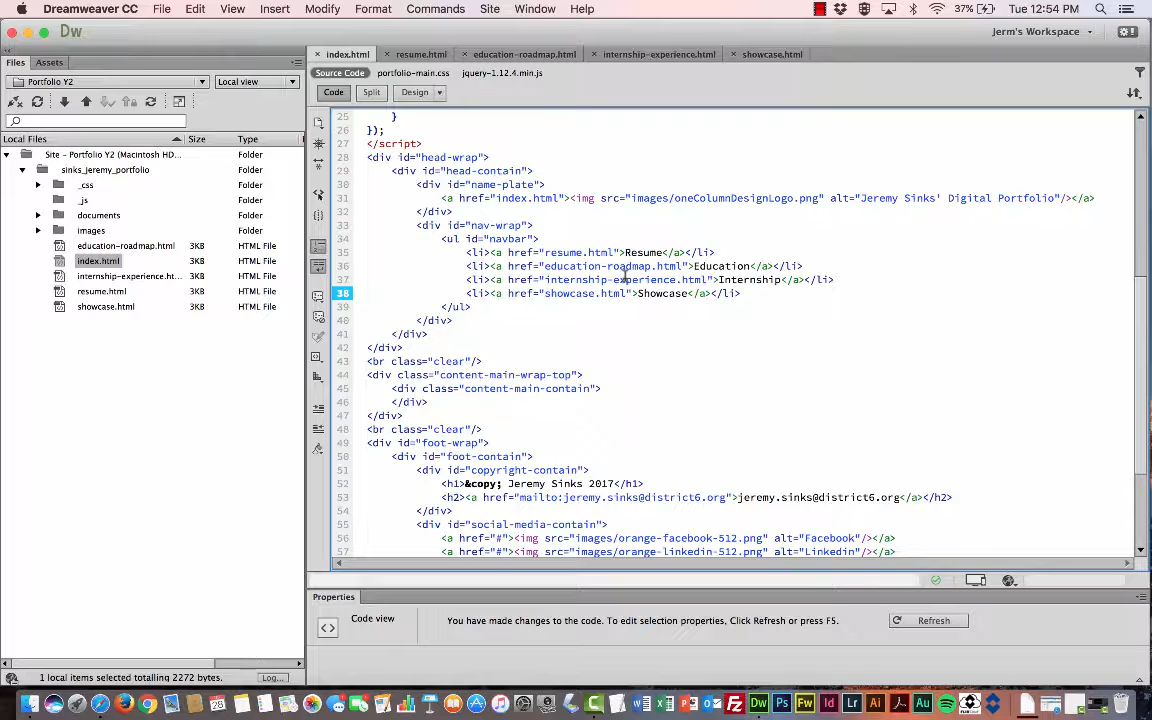 Dreamweaver CC File Edit View Insert Modify Format Commands Site Window Help 37% Tue 12:54 PM
Dw Jerm's Workspace
Files Assets
index.html resume.html education-roadmap.html internship-experience.html showcase.html
Source Code portfolio-main.css jquery-1.12.4.min.js
Portfolio Y2 Local view
Code Split Design
Local Files Size Type
Site - Portfolio Y2 (Macintosh HD... Folder
sinks_jeremy_portfolio Folder
_css Folder
_js Folder
documents Folder
images Folder
education-roadmap.html 3KB HTML File
index.html 3KB HTML File
internship-experience.ht... 3KB HTML File
resume.html 3KB HTML File
showcase.html 3KB HTML File
25 }
26 });
27 </script>
28 <div id="head-wrap">
29 <div id="head-contain">
30 <div id="name-plate">
31 <a href="index.html"><img src="images/oneColumnDesignLogo.png" alt="Jeremy Sinks' Digital Portfolio"/></a>
32 </div>
33 <div id="nav-wrap">
34 <ul id="navbar">
35 <li><a href="resume.html">Resume</a></li>
36 <li><a href="education-roadmap.html">Education</a></li>
37 <li><a href="internship-experience.html">Internship</a></li>
38 <li><a href="showcase.html">Showcase</a></li>
39 </ul>
40 </div>
41 </div>
42 </div>
43 <br class="clear"/>
44 <div class="content-main-wrap-top">
45 <div class="content-main-contain">
46 </div>
47 </div>
48 <br class="clear"/>
49 <div id="foot-wrap">
50 <div id="foot-contain">
51 <div id="copyright-contain">
52 <h1>&copy; Jeremy Sinks 2017</h1>
53 <h2><a href="mailto:jeremy.sinks@district6.org">jeremy.sinks@district6.org</a></h2>
54 </div>
55 <div id="social-media-contain">
56 <a href="#"><img src="images/orange-facebook-512.png" alt="Facebook"/></a>
57 <a href="#"><img src="images/orange-linkedin-512.png" alt="Linkedin"/></a>
Properties
Code view You have made changes to the code. To edit selection properties, Click Refresh or press F5. Refresh
1 local items selected totalling 2272 bytes. Log...
28 Fz Dw Ps Fw Id Lr Ai Au